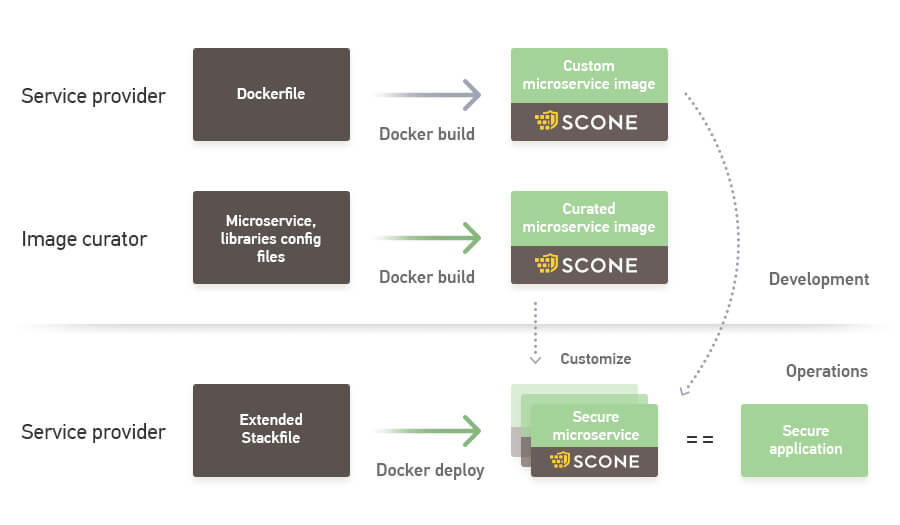 Service provider
Dockerfile
Docker build
Custom
microservice image
SCONE
Image curator
Microservice,
libraries config
files
Docker build
Curated
microservice image
SCONE
Development
Customize
Operations
Service provider
Extended
Stackfile
Docker deploy
Secure
microservice
SCONE
==
Secure
application